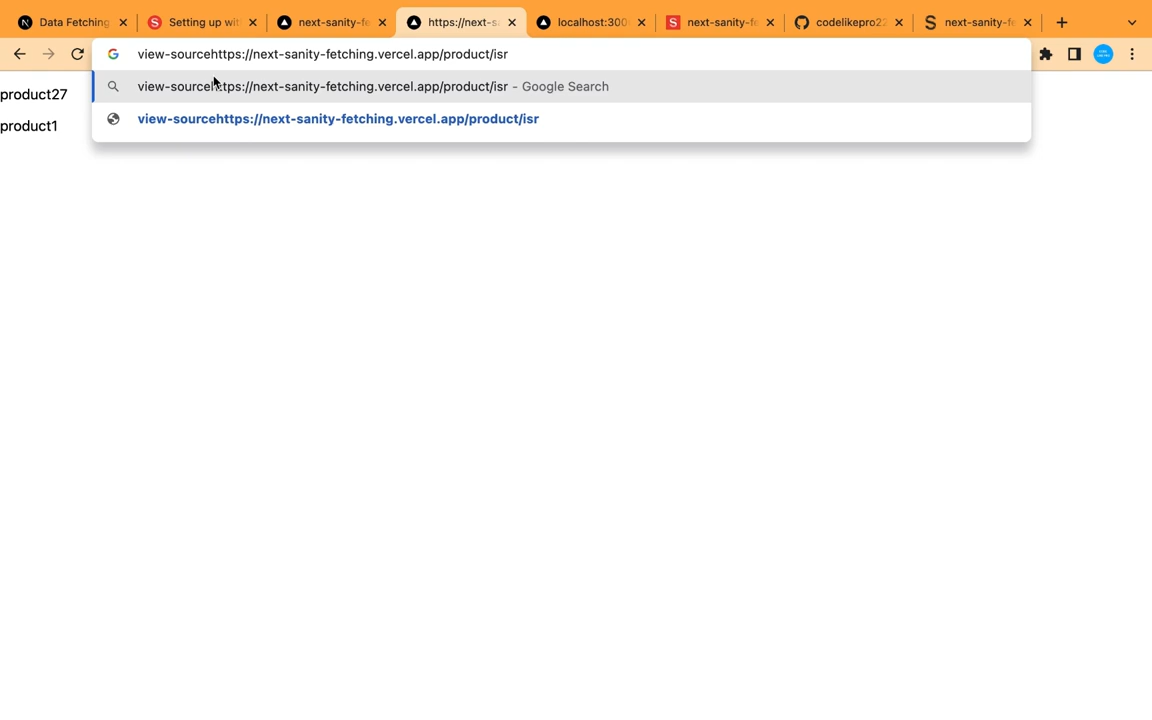 Data Fetching
Setting up wit
next-sanity-fe
https://next-s
localhost:300
next-sanity-fe
codelikepro22
next-sanity-fe
view-sourcehttps://next-sanity-fetching.vercel.app/product/isr
view-sourcehttps://next-sanity-fetching.vercel.app/product/isr - Google Search
view-sourcehttps://next-sanity-fetching.vercel.app/product/isr
product27
product1